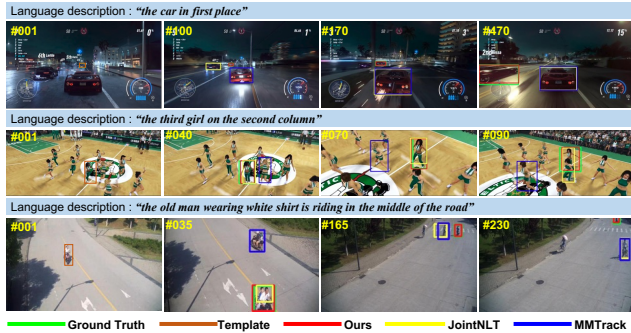 Language description : "the car in first place"
#001 #100 #170 #470
Language description : "the third girl on the second column"
#001 #040 #070 #090
Language description : "the old man wearing white shirt is riding in the middle of the road"
#001 #035 #165 #230
Ground Truth Template Ours JointNLT MMTrack